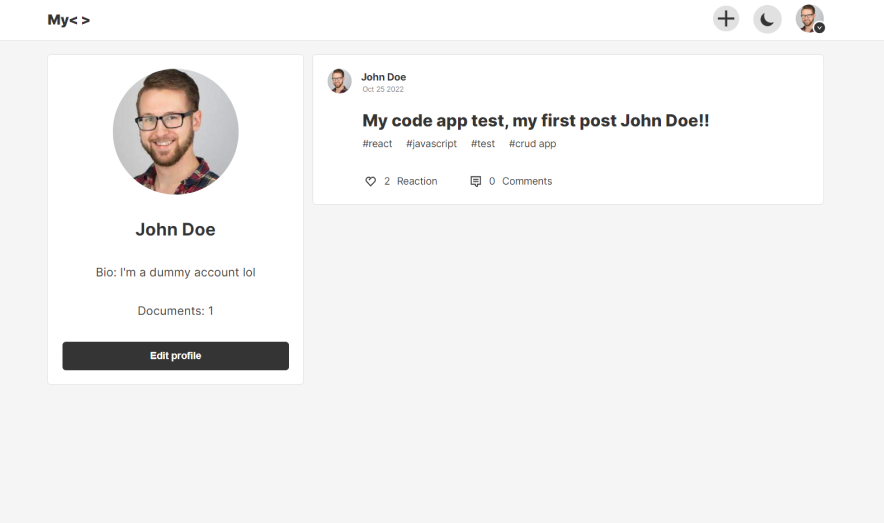 My< >
John Doe
Bio: I'm a dummy account lol
Documents: 1
Edit profile
John Doe
Oct 25 2022
My code app test, my first post John Doe!!
#react #javascript #test #crud app
2 Reaction 0 Comments